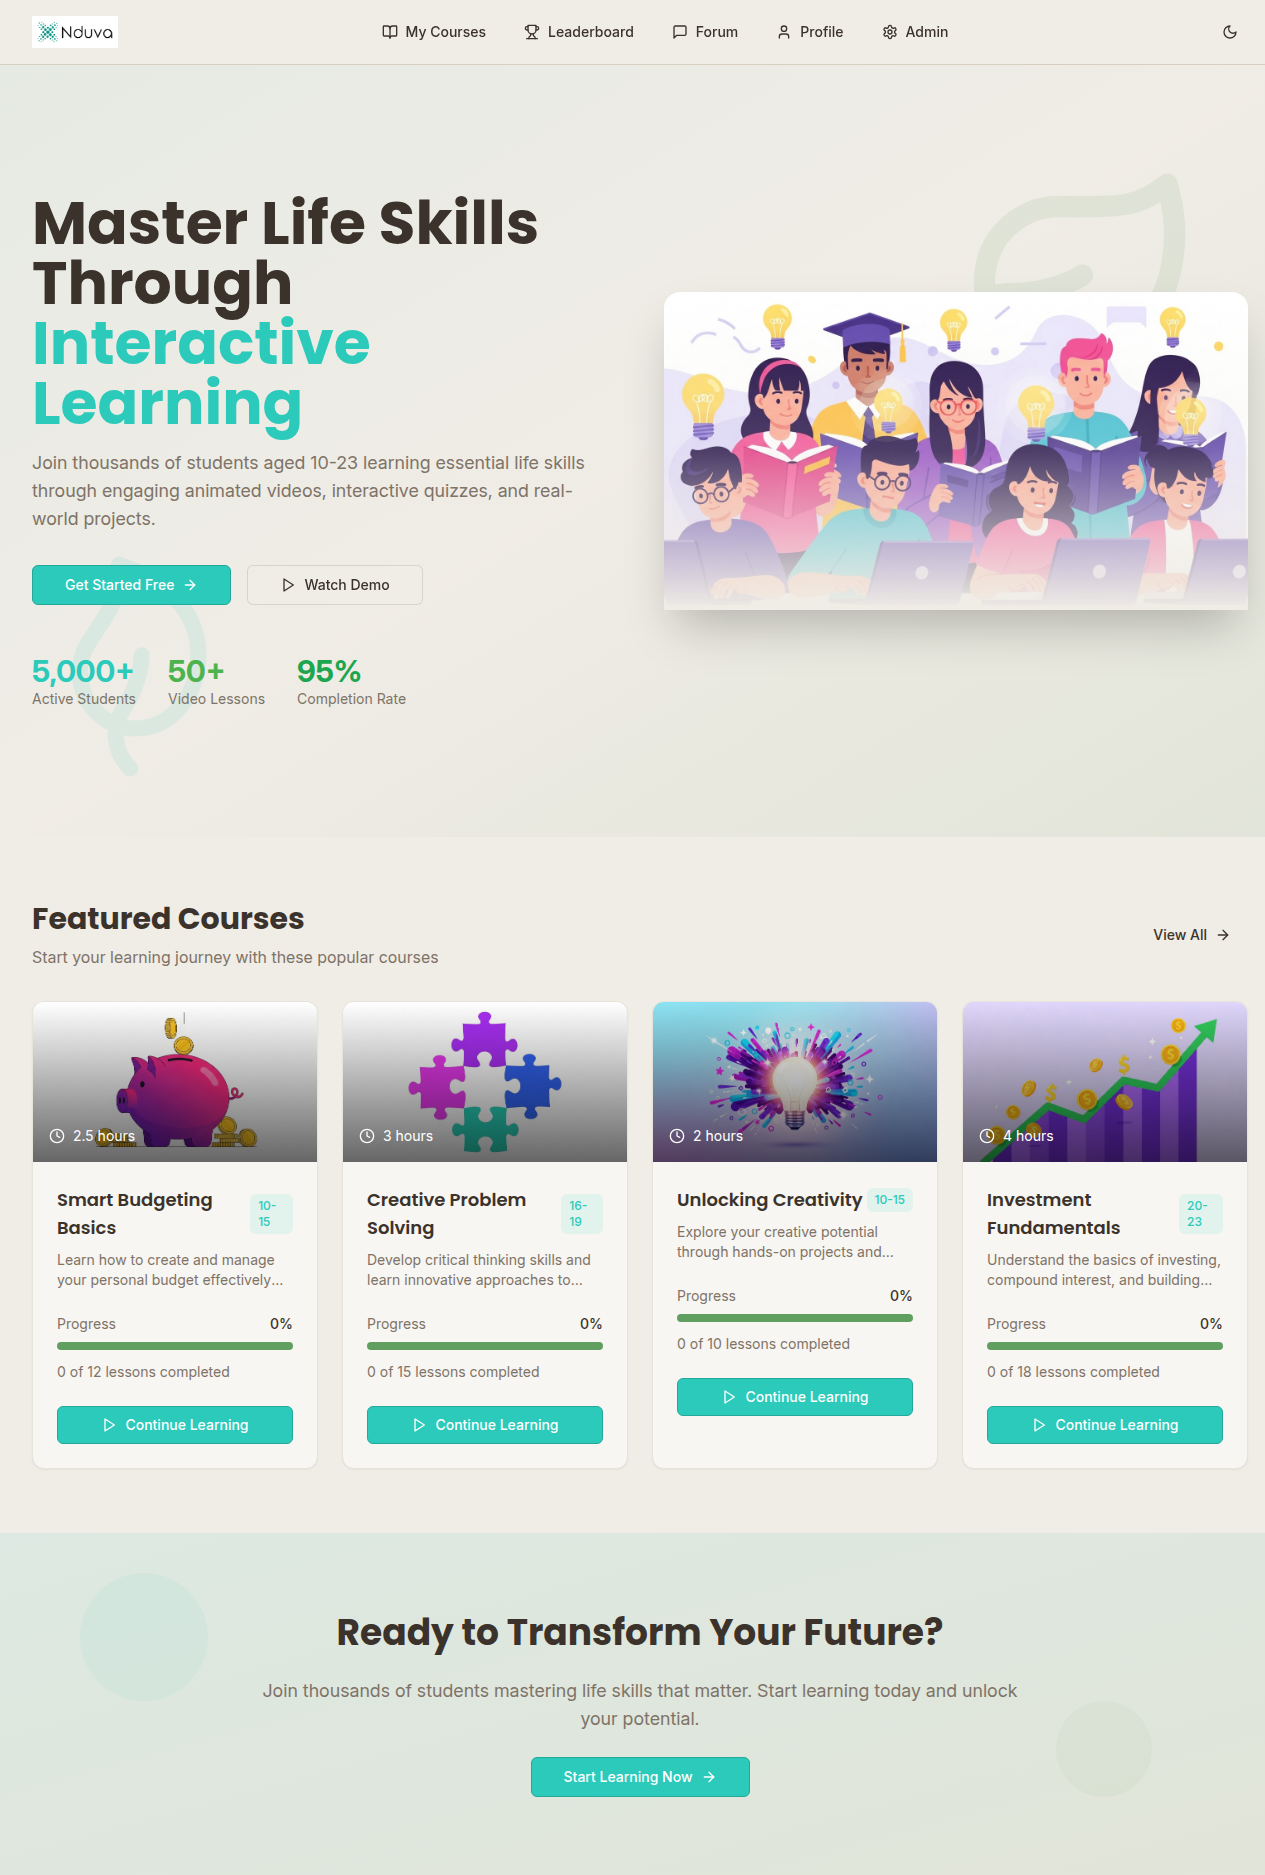 Nduva
My Courses
Leaderboard
Forum
Profile
Admin
Master Life Skills
Through
Interactive
Learning
Join thousands of students aged 10-23 learning essential life skills
through engaging animated videos, interactive quizzes, and real-
world projects.
Get Started Free
Watch Demo
5,000+
Active Students
50+
Video Lessons
95%
Completion Rate
Featured Courses
Start your learning journey with these popular courses
View All
2.5 hours
Smart Budgeting
Basics
10-
15
Learn how to create and manage
your personal budget effectively...
Progress
0%
0 of 12 lessons completed
Continue Learning
3 hours
Creative Problem
Solving
16-
19
Develop critical thinking skills and
learn innovative approaches to...
Progress
0%
0 of 15 lessons completed
Continue Learning
2 hours
Unlocking Creativity
10-15
Explore your creative potential
through hands-on projects and...
Progress
0%
0 of 10 lessons completed
Continue Learning
4 hours
Investment
Fundamentals
20-
23
Understand the basics of investing,
compound interest, and building...
Progress
0%
0 of 18 lessons completed
Continue Learning
Ready to Transform Your Future?
Join thousands of students mastering life skills that matter. Start learning today and unlock
your potential.
Start Learning Now